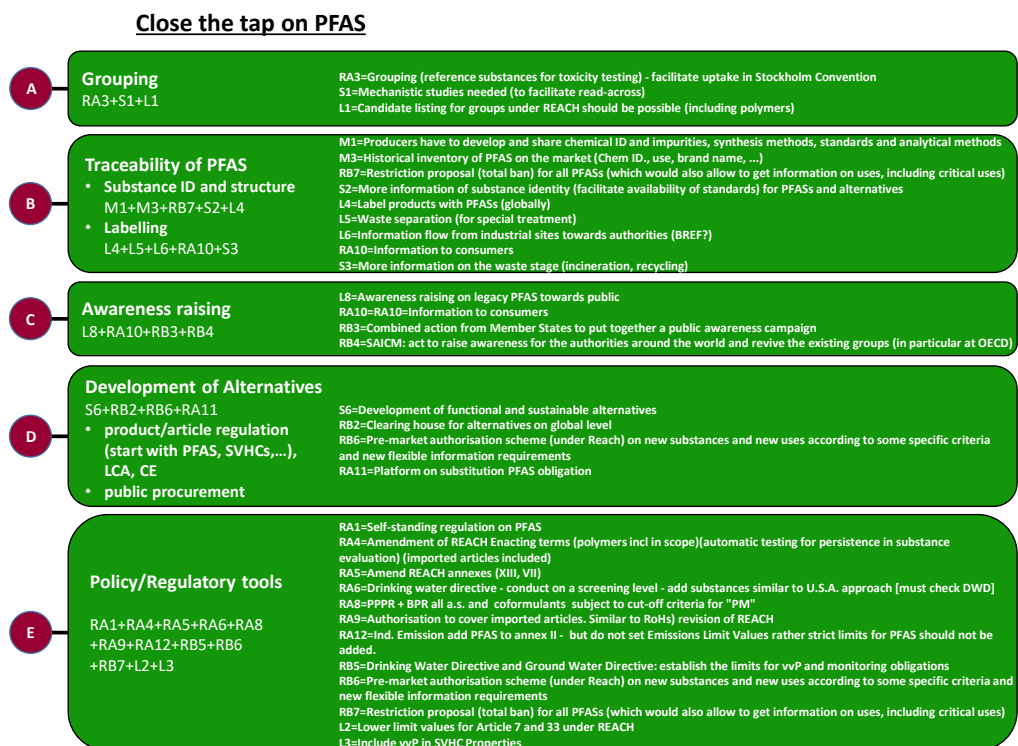 Close the tap on PFAS
A
Grouping
RA3+S1+L1
RA3=Grouping (reference substances for toxicity testing) - facilitate uptake in Stockholm Convention
S1=Mechanistic studies needed (to facilitate read-across)
L1=Candidate listing for groups under REACH should be possible (including polymers)
B
Traceability of PFAS
• Substance ID and structure
M1+M3+RB7+S2+L4
• Labelling
L4+L5+L6+RA10+S3
M1=Producers have to develop and share chemical ID and impurities, synthesis methods, standards and analytical methods
M3=Historical inventory of PFAS on the market (Chem ID., use, brand name, ...)
RB7=Restriction proposal (total ban) for all PFASs (which would also allow to get information on uses, including critical uses)
S2=More information of substance identity (facilitate availability of standards) for PFASs and alternatives
L4=Label products with PFASs (globally)
L5=Waste separation (for special treatment)
L6=Information flow from industrial sites towards authorities (BREF?)
RA10=Information to consumers
S3=More information on the waste stage (incineration, recycling)
C
Awareness raising
L8+RA10+RB3+RB4
L8=Awareness raising on legacy PFAS towards public
RA10=RA10=Information to consumers
RB3=Combined action from Member States to put together a public awareness campaign
RB4=SAICM: act to raise awareness for the authorities around the world and revive the existing groups (in particular at OECD)
D
Development of Alternatives
S6+RB2+RB6+RA11
• product/article regulation
(start with PFAS, SVHCs,...),
LCA, CE
• public procurement
S6=Development of functional and sustainable alternatives
RB2=Clearing house for alternatives on global level
RB6=Pre-market authorisation scheme (under Reach) on new substances and new uses according to some specific criteria
and new flexible information requirements
RA11=Platform on substitution PFAS obligation
E
Policy/Regulatory tools
RA1+RA4+RA5+RA6+RA8
+RA9+RA12+RB5+RB6
+RB7+L2+L3
RA1=Self-standing regulation on PFAS
RA4=Amendment of REACH Enacting terms (polymers incl in scope)(automatic testing for persistence in substance
evaluation) (imported articles included)
RA5=Amend REACH annexes (XIII, VII)
RA6=Drinking water directive - conduct on a screening level - add substances similar to U.S.A. approach [must check DWD]
RA8=PPPR + BPR all a.s. and coformulants subject to cut-off criteria for "PM"
RA9=Authorisation to cover imported articles. Similar to RoHs) revision of REACH
RA12=Ind. Emission add PFAS to annex II - but do not set Emissions Limit Values rather strict limits for PFAS should not be
added.
RB5=Drinking Water Directive and Ground Water Directive: establish the limits for vvP and monitoring obligations
RB6=Pre-market authorisation scheme (under Reach) on new substances and new uses according to some specific criteria and
new flexible information requirements
RB7=Restriction proposal (total ban) for all PFASs (which would also allow to get information on uses, including critical uses)
L2=Lower limit values for Article 7 and 33 under REACH
L3=Include vvP in SVHC Properties